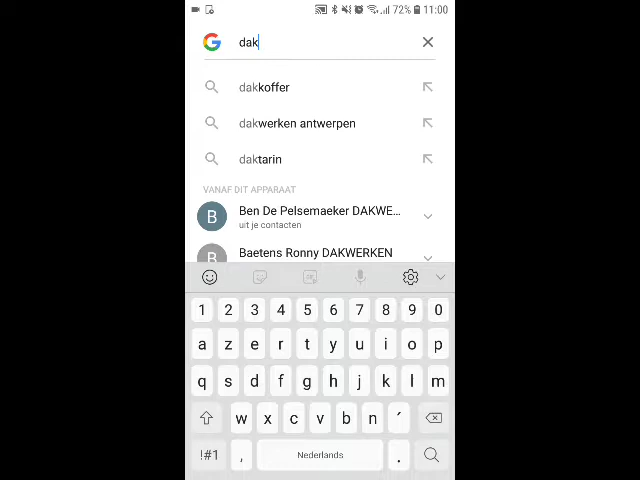 72% 11:00
dak
dakkoffer
dakwerken antwerpen
daktarin
VANAF DIT APPARAAT
B Ben De Pelsemaeker DAKWE...
uit je contacten
B Baetens Ronny DAKWERKEN
1 2 3 4 5 6 7 8 9 0
a z e r t y u i o p
q s d f g h j k l m
w x c v b n ´
!#1 , Nederlands .